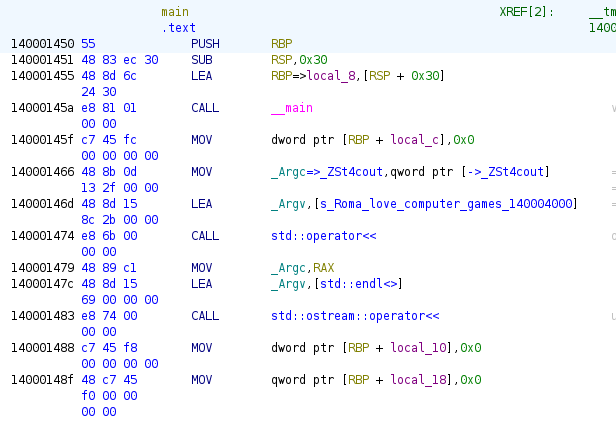 main XREF[2]: __tm
.text 1400
140001450 55 PUSH RBP
140001451 48 83 ec 30 SUB RSP,0x30
140001455 48 8d 6c LEA RBP=>local_8,[RSP + 0x30]
24 30
14000145a e8 81 01 CALL __main
00 00
14000145f c7 45 fc MOV dword ptr [RBP + local_c],0x0
00 00 00 00
140001466 48 8b 0d MOV _Argc=>_ZSt4cout,qword ptr [->_ZSt4cout] =
13 2f 00 00 =
14000146d 48 8d 15 LEA _Argv,[s_Roma_love_computer_games_140004000] =
8c 2b 00 00
140001474 e8 6b 00 CALL std::operator<<
00 00
140001479 48 89 c1 MOV _Argc,RAX
14000147c 48 8d 15 LEA _Argv,[std::endl<>]
69 00 00 00
140001483 e8 74 00 CALL std::ostream::operator<<
00 00
140001488 c7 45 f8 MOV dword ptr [RBP + local_10],0x0
00 00 00 00
14000148f 48 c7 45 MOV qword ptr [RBP + local_18],0x0
f0 00 00
00 00